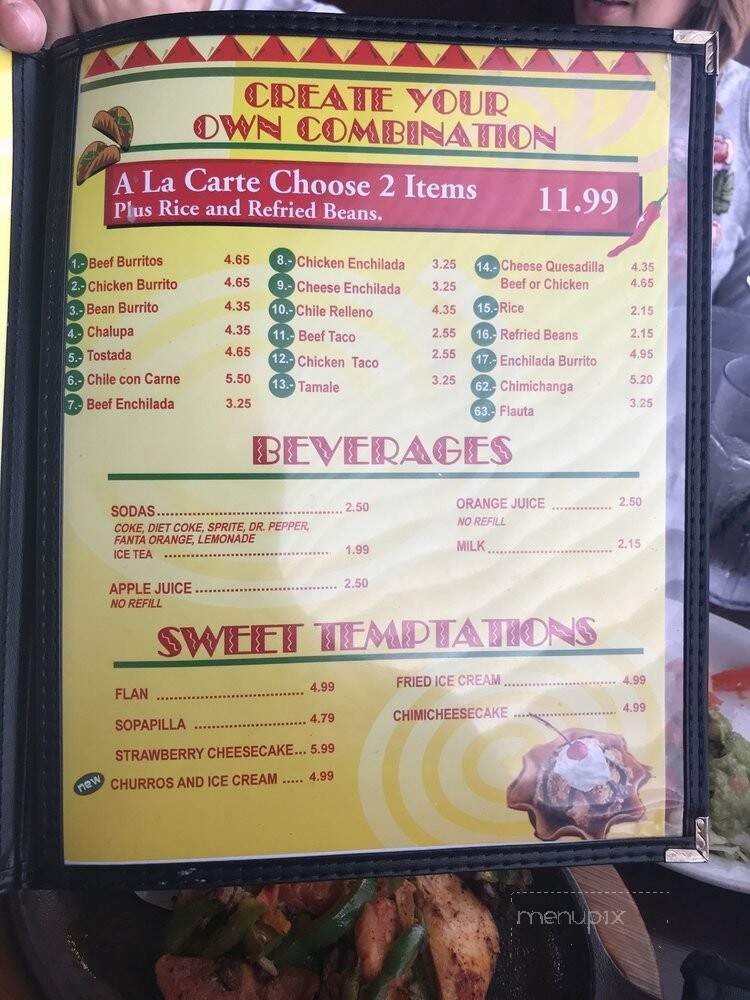 CREATE YOUR
OWN COMBINATION
A La Carte Choose 2 Items 11.99
Plus Rice and Refried Beans.
1.- Beef Burritos 4.65
2.- Chicken Burrito 4.65
3.- Bean Burrito 4.35
4.- Chalupa 4.35
5.- Tostada 4.65
6.- Chile con Carne 5.50
7.- Beef Enchilada 3.25
8.- Chicken Enchilada 3.25
9.- Cheese Enchilada 3.25
10.- Chile Relleno 4.35
11.- Beef Taco 2.55
12.- Chicken Taco 2.55
13.- Tamale 3.25
14.- Cheese Quesadilla 4.35
Beef or Chicken 4.65
15.- Rice 2.15
16.- Refried Beans 2.15
17.- Enchilada Burrito 4.95
62.- Chimichanga 5.20
63.- Flauta 3.25
BEVERAGES
SODAS 2.50
COKE, DIET COKE, SPRITE, DR. PEPPER,
FANTA ORANGE, LEMONADE
ICE TEA 1.99
APPLE JUICE 2.50
NO REFILL
ORANGE JUICE 2.50
NO REFILL
MILK 2.15
SWEET TEMPTATIONS
FLAN 4.99
SOPAPILLA 4.79
STRAWBERRY CHEESECAKE... 5.99
new CHURROS AND ICE CREAM ..... 4.99
FRIED ICE CREAM 4.99
CHIMICHEESECAKE 4.99
menupix